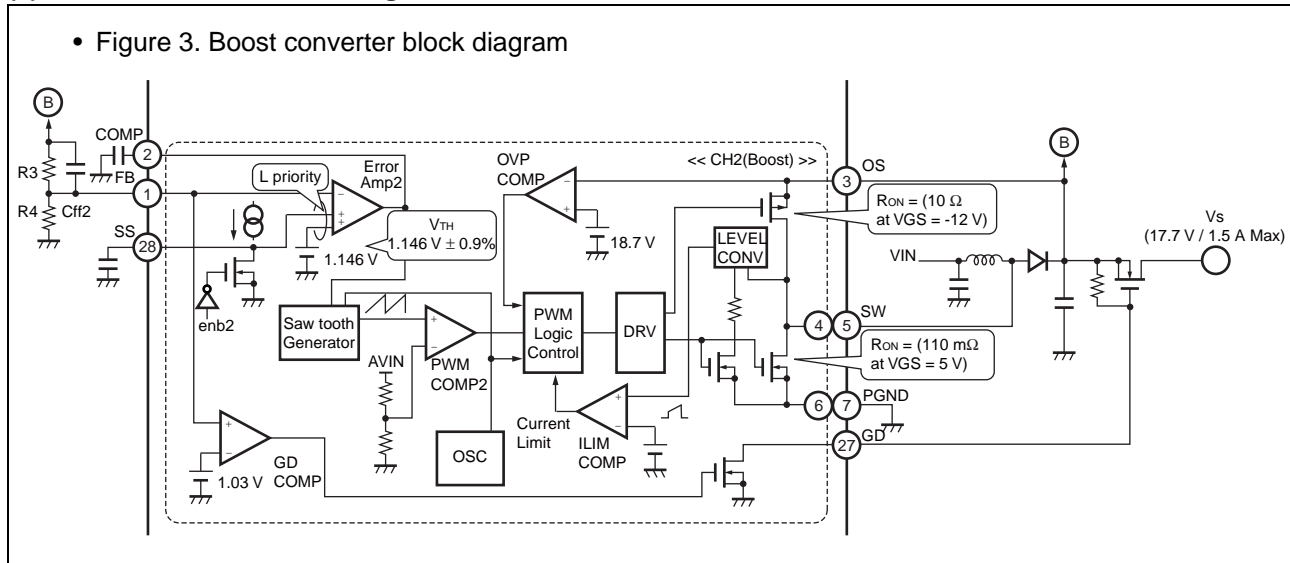 • Figure 3. Boost converter block diagram
B
COMP
2
R3
FB
1
R4
Cff2
SS
28
enb2
L priority
Error
Amp2
1.146 V
VTH
1.146 V ± 0.9%
Saw tooth
Generator
AVIN
PWM
COMP2
OSC
1.03 V
GD
COMP
OVP
COMP
18.7 V
PWM
Logic
Control
Current
Limit
ILIM
COMP
DRV
LEVEL
CONV
<< CH2(Boost) >>
3
OS
RON = (10 Ω
at VGS = -12 V)
4
5
SW
RON = (110 mΩ
at VGS = 5 V)
6
7
PGND
27
GD
VIN
B
Vs
(17.7 V / 1.5 A Max)